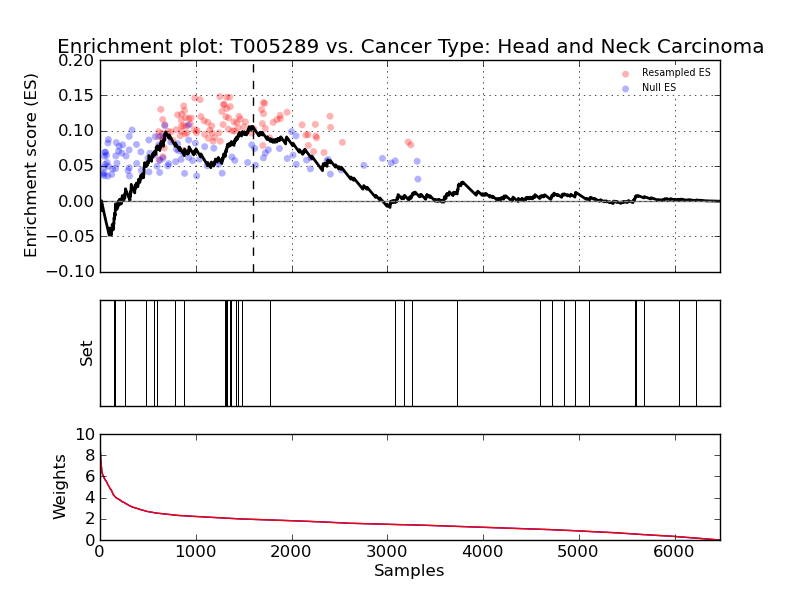 Enrichment plot: T005289 vs. Cancer Type: Head and Neck Carcinoma
Enrichment score (ES)
0.20
0.15
0.10
0.05
0.00
−0.05
−0.10
Resampled ES
Null ES
Set
Weights
10
8
6
4
2
0
0 1000 2000 3000 4000 5000 6000
Samples